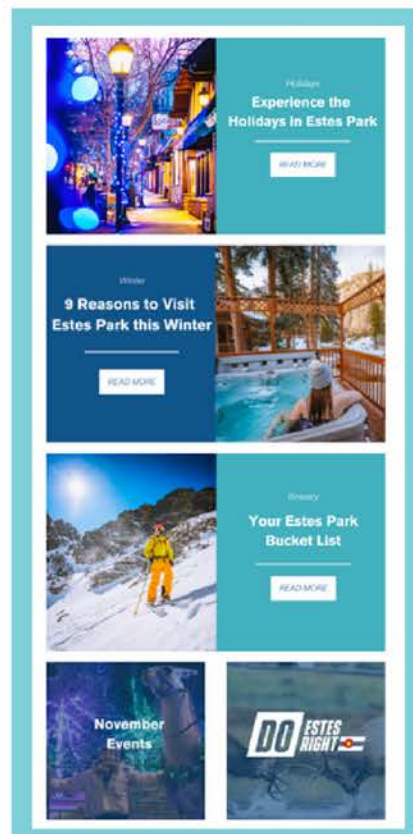 Holidays
Experience the
Holidays in Estes Park
READ MORE
Winter
9 Reasons to Visit
Estes Park this Winter
READ MORE
Itinerary
Your Estes Park
Bucket List
READ MORE
November
Events
DO ESTES
RIGHT